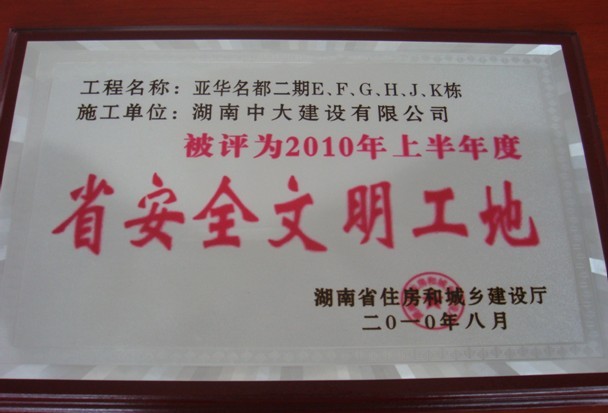 工程名称：亚华名都二期E、F、G、H、J、K栋
施工单位：湖南中大建设有限公司
被评为2010年上半年度
省安全文明工地
湖南省住房和城乡建设厅
二〇一〇年八月